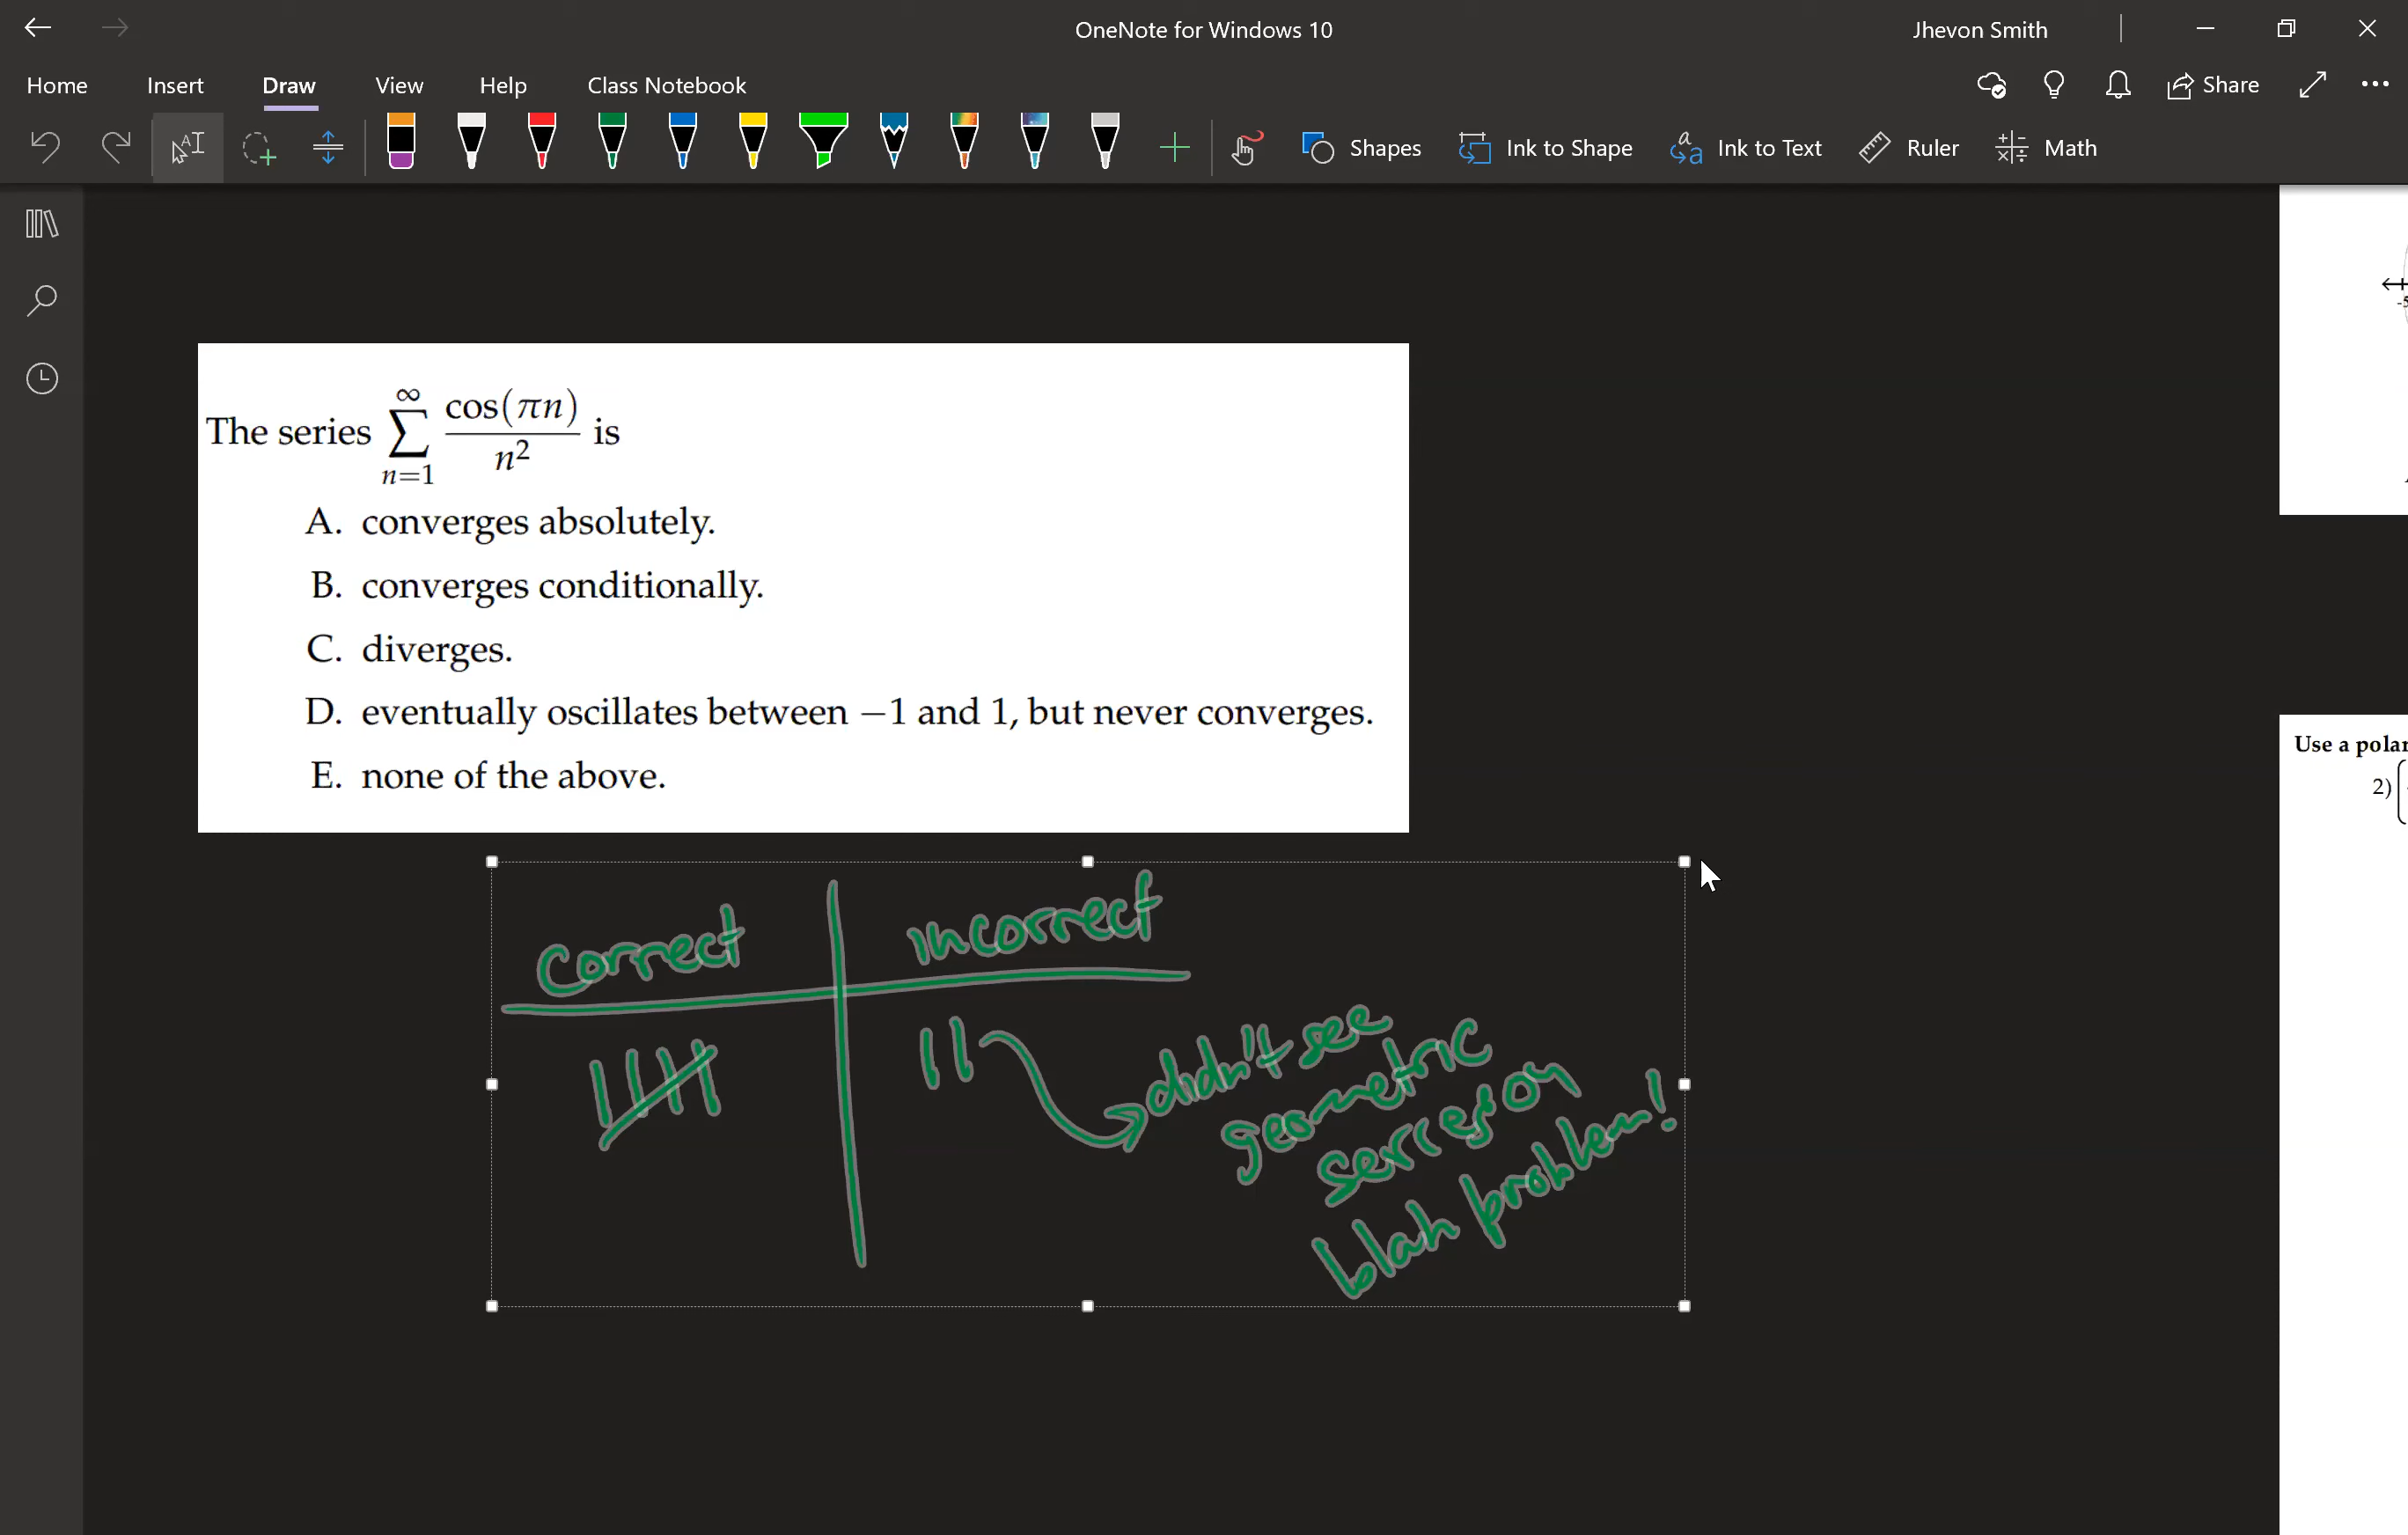 OneNote for Windows 10
Jhevon Smith
Home Insert Draw View Help Class Notebook Share
Shapes Ink to Shape Ink to Text Ruler Math
The series ∑_{n=1}^{∞} cos(πn)/n² is
A. converges absolutely.
B. converges conditionally.
C. diverges.
D. eventually oscillates between −1 and 1, but never converges.
E. none of the above.
correct incorrect
didn't see
geometric
series on
blah problem!
-5
Use a polar
2)